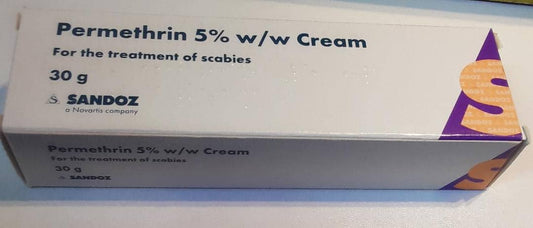 Permethrin 5% w/w Cream
For the treatment of scabies
30 g
S SANDOZ
a Novartis company
Permethrin 5% w/w Cream
For the treatment of scabies
30 g
S SANDOZ